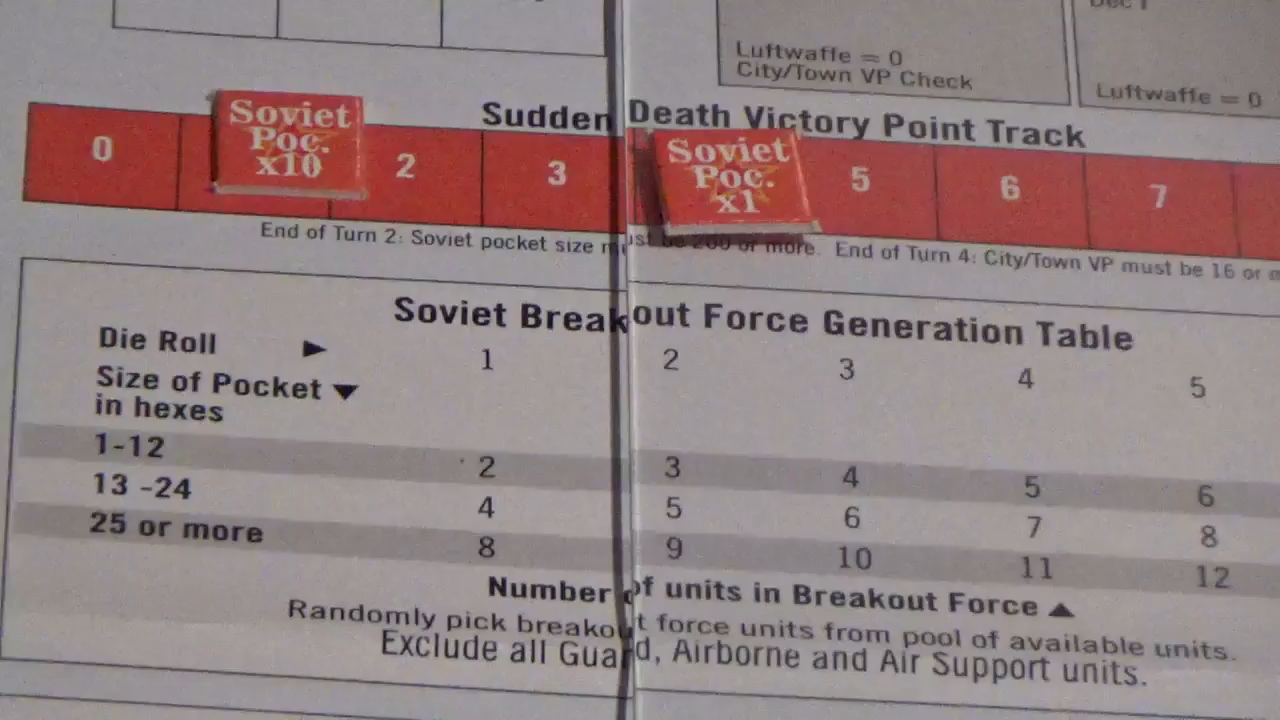 Luftwaffe = 0
City/Town VP Check
Luftwaffe = 0
Sudden Death Victory Point Track
0
Soviet
Poc.
x10
2
3
Soviet
Poc.
x1
5
6
7
End of Turn 2: Soviet pocket size must be 200 or more. End of Turn 4: City/Town VP must be 16 or
Soviet Breakout Force Generation Table
Die Roll ► 1 2 3 4 5
Size of Pocket ▼
in hexes
1-12 2 3 4 5 6
13 -24 4 5 6 7 8
25 or more 8 9 10 11 12
Number of units in Breakout Force ▲
Randomly pick breakout force units from pool of available units.
Exclude all Guard, Airborne and Air Support units.